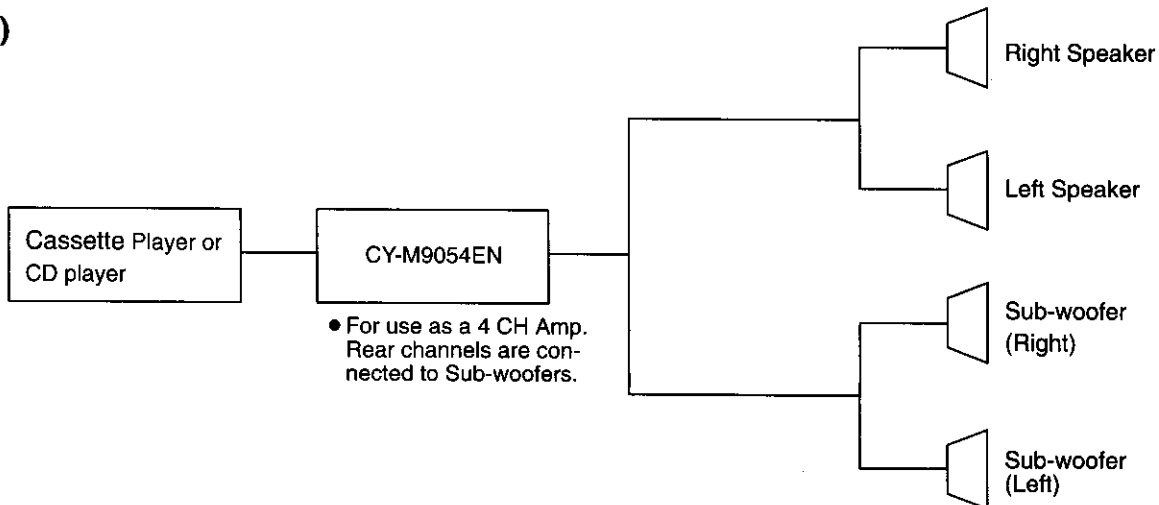 )
Right Speaker
Left Speaker
Cassette Player or
CD player
CY-M9054EN
● For use as a 4 CH Amp.
Rear channels are con-
nected to Sub-woofers.
Sub-woofer
(Right)
Sub-woofer
(Left)